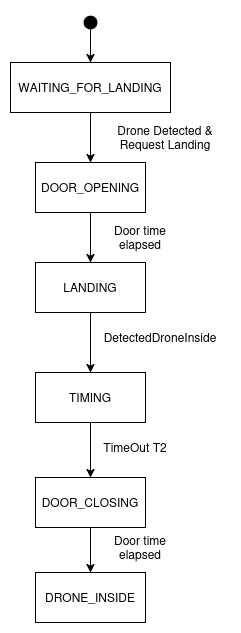 WAITING_FOR_LANDING
Drone Detected &
Request Landing
DOOR_OPENING
Door time
elapsed
LANDING
DetectedDroneInside
TIMING
TimeOut T2
DOOR_CLOSING
Door time
elapsed
DRONE_INSIDE